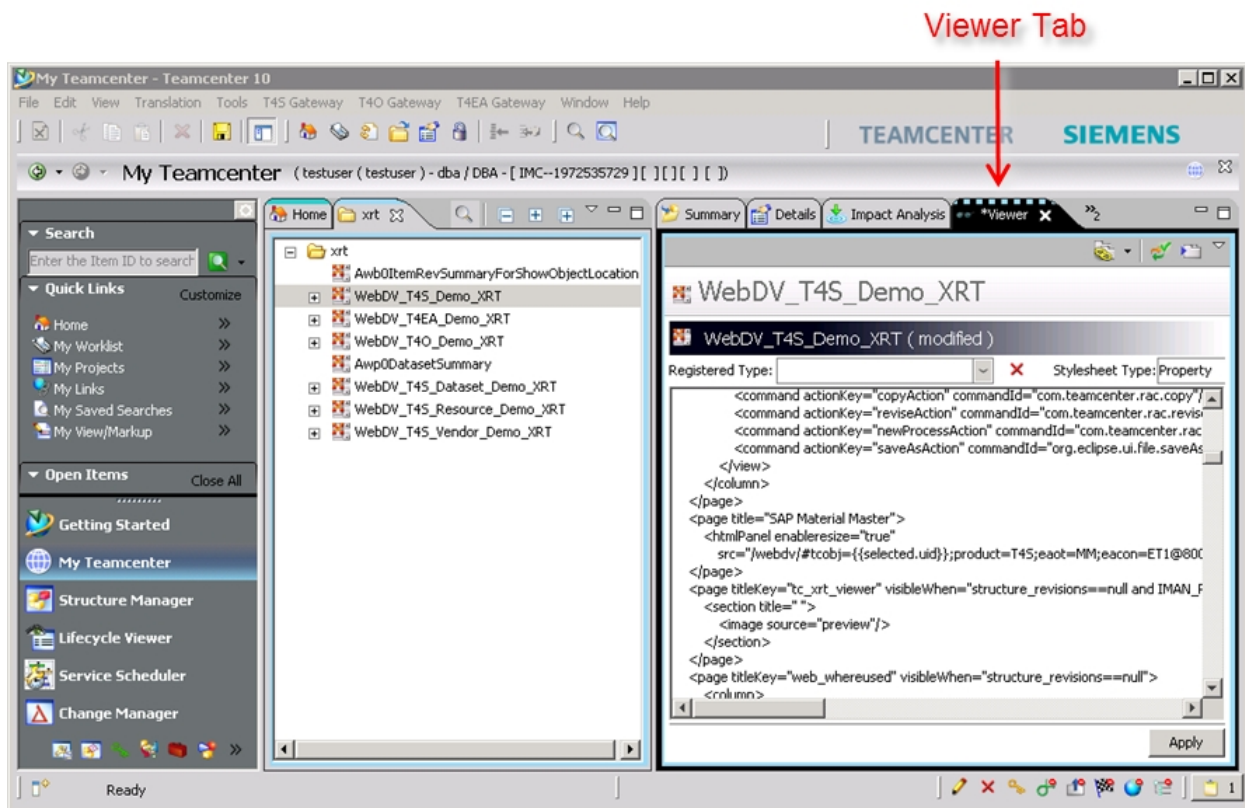 Viewer Tab
My Teamcenter - Teamcenter 10
File Edit View Translation Tools T4S Gateway T4O Gateway T4EA Gateway Window Help
TEAMCENTER SIEMENS
My Teamcenter ( testuser ( testuser ) - dba / DBA - [ IMC--1972535729 ][ ][ ][ ] [ ])
Search
Enter the Item ID to search
Quick Links Customize
Home
My Worklist
My Projects
My Links
My Saved Searches
My View/Markup
Open Items Close All
Getting Started
My Teamcenter
Structure Manager
Lifecycle Viewer
Service Scheduler
Change Manager
Home xrt
xrt
Awb0ItemRevSummaryForShowObjectLocation
WebDV_T4S_Demo_XRT
WebDV_T4EA_Demo_XRT
WebDV_T4O_Demo_XRT
Awp0DatasetSummary
WebDV_T4S_Dataset_Demo_XRT
WebDV_T4S_Resource_Demo_XRT
WebDV_T4S_Vendor_Demo_XRT
Summary Details Impact Analysis *Viewer »2
WebDV_T4S_Demo_XRT
WebDV_T4S_Demo_XRT ( modified )
Registered Type: Stylesheet Type: Property
<command actionKey="copyAction" commandId="com.teamcenter.rac.copy"/
<command actionKey="reviseAction" commandId="com.teamcenter.rac.revise
<command actionKey="newProcessAction" commandId="com.teamcenter.rac
<command actionKey="saveAsAction" commandId="org.eclipse.ui.file.saveAs
</view>
</column>
</page>
<page title="SAP Material Master">
<htmlPanel enableresize="true"
src="/webdv/#tcobj={{selected.uid}};product=T4S;eaot=MM;eacon=ET1@800
</page>
<page titleKey="tc_xrt_viewer" visibleWhen="structure_revisions==null and IMAN_
<section title=" ">
<image source="preview"/>
</section>
</page>
<page titleKey="web_whereused" visibleWhen="structure_revisions==null">
<column>
Apply
Ready
1